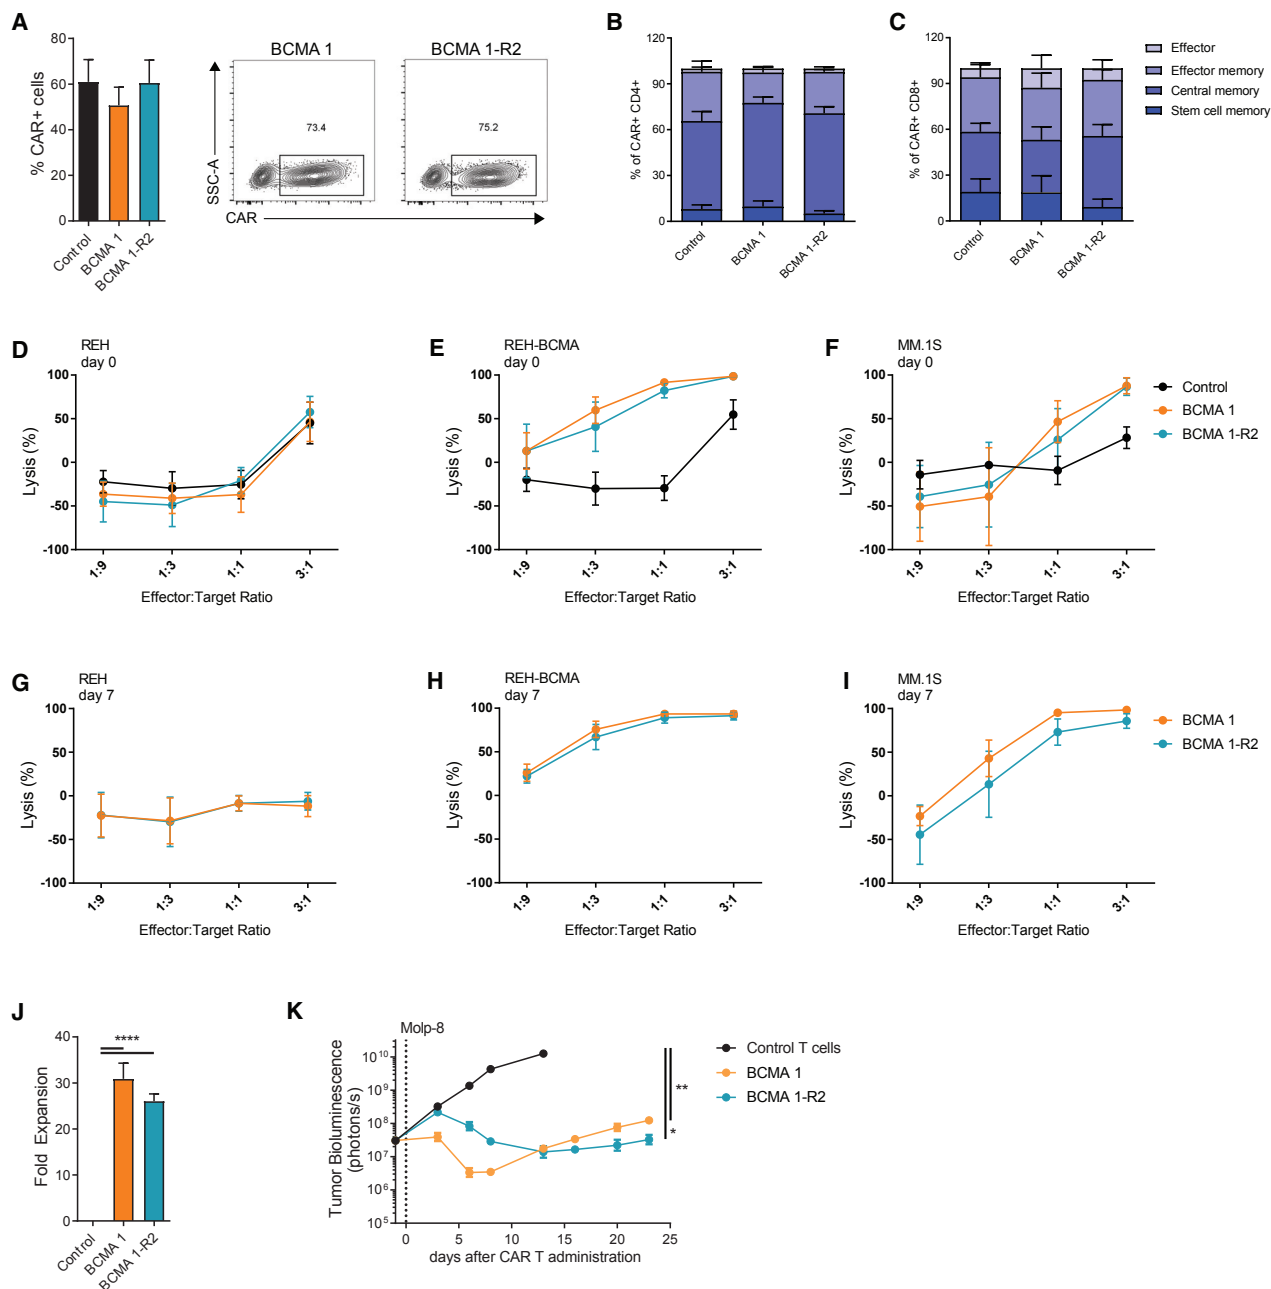 A
% CAR+ cells
80
60
40
20
0
Control
BCMA 1
BCMA 1-R2
BCMA 1
73.4
BCMA 1-R2
75.2
SSC-A
CAR
B
% of CAR+ CD4+
120
90
60
30
0
Control
BCMA 1
BCMA 1-R2
C
% of CAR+ CD8+
120
90
60
30
0
Control
BCMA 1
BCMA 1-R2
Effector
Effector memory
Central memory
Stem cell memory
D
REH
day 0
Lysis (%)
100
50
0
-50
-100
1:9
1:3
1:1
3:1
Effector:Target Ratio
E
REH-BCMA
day 0
Lysis (%)
100
50
0
-50
-100
1:9
1:3
1:1
3:1
Effector:Target Ratio
F
MM.1S
day 0
Lysis (%)
100
50
0
-50
-100
1:9
1:3
1:1
3:1
Effector:Target Ratio
Control
BCMA 1
BCMA 1-R2
G
REH
day 7
Lysis (%)
100
50
0
-50
-100
1:9
1:3
1:1
3:1
Effector:Target Ratio
H
REH-BCMA
day 7
Lysis (%)
100
50
0
-50
-100
1:9
1:3
1:1
3:1
Effector:Target Ratio
I
MM.1S
day 7
Lysis (%)
100
50
0
-50
-100
1:9
1:3
1:1
3:1
Effector:Target Ratio
BCMA 1
BCMA 1-R2
J
Fold Expansion
40
30
20
10
0
****
Control
BCMA 1
BCMA 1-R2
K
Molp-8
Tumor Bioluminescence
(photons/s)
10^10
10^9
10^8
10^7
10^6
10^5
0
5
10
15
20
25
days after CAR T administration
Control T cells
BCMA 1
BCMA 1-R2
**
*